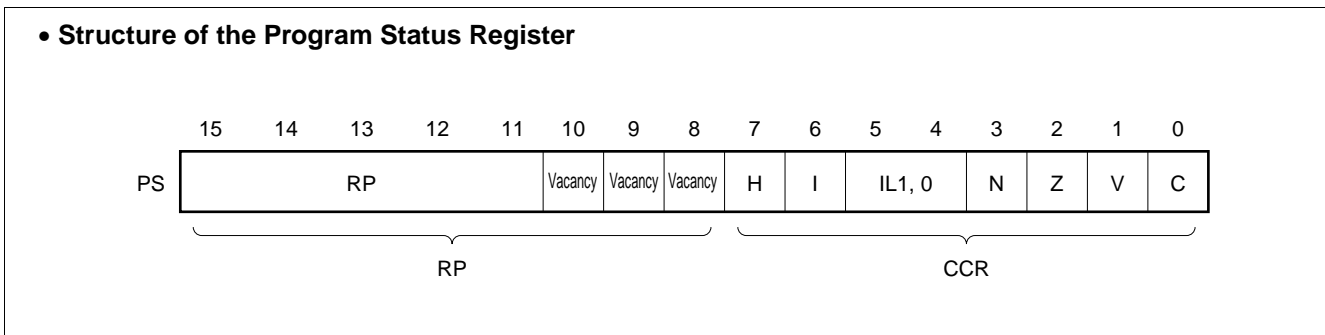 • Structure of the Program Status Register
15 14 13 12 11 10 9 8 7 6 5 4 3 2 1 0
PS RP Vacancy Vacancy Vacancy H I IL1, 0 N Z V C
RP CCR